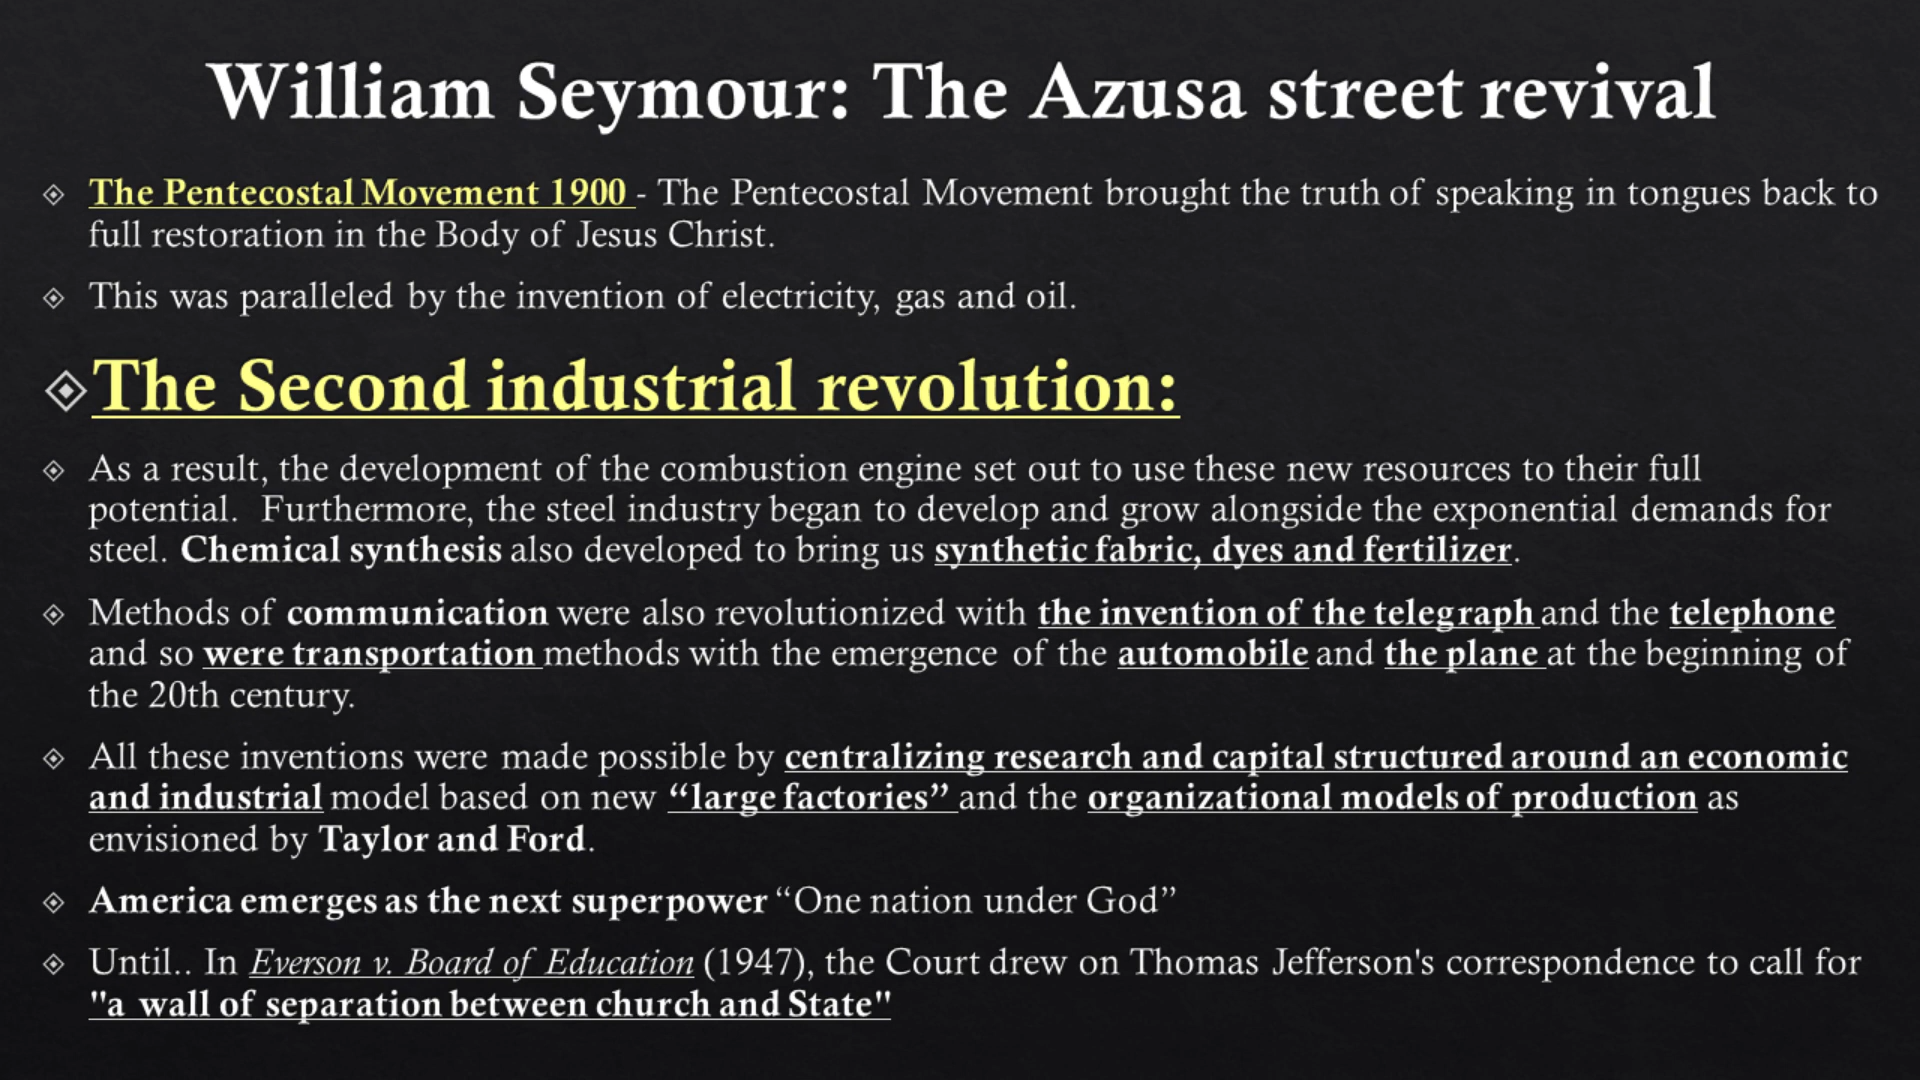 William Seymour: The Azusa street revival
The Pentecostal Movement 1900 - The Pentecostal Movement brought the truth of speaking in tongues back to
full restoration in the Body of Jesus Christ.
This was paralleled by the invention of electricity, gas and oil.
The Second industrial revolution:
As a result, the development of the combustion engine set out to use these new resources to their full
potential.  Furthermore, the steel industry began to develop and grow alongside the exponential demands for
steel. Chemical synthesis also developed to bring us synthetic fabric, dyes and fertilizer.
Methods of communication were also revolutionized with the invention of the telegraph and the telephone
and so were transportation methods with the emergence of the automobile and the plane at the beginning of
the 20th century.
All these inventions were made possible by centralizing research and capital structured around an economic
and industrial model based on new “large factories” and the organizational models of production as
envisioned by Taylor and Ford.
America emerges as the next superpower “One nation under God”
Until.. In Everson v. Board of Education (1947), the Court drew on Thomas Jefferson's correspondence to call for
"a wall of separation between church and State"